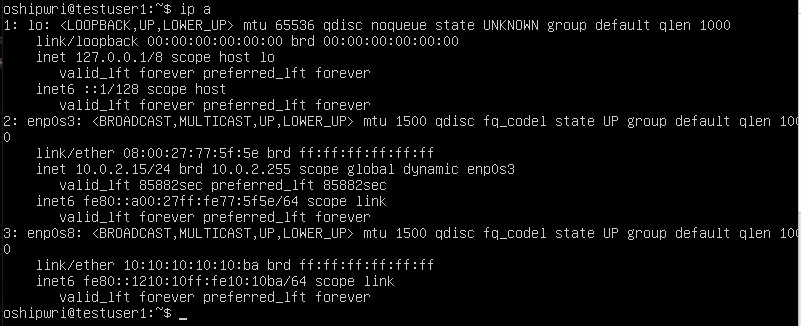 oshipwri@testuser1:~$ ip a
1: lo: <LOOPBACK,UP,LOWER_UP> mtu 65536 qdisc noqueue state UNKNOWN group default qlen 1000
    link/loopback 00:00:00:00:00:00 brd 00:00:00:00:00:00
    inet 127.0.0.1/8 scope host lo
       valid_lft forever preferred_lft forever
    inet6 ::1/128 scope host
       valid_lft forever preferred_lft forever
2: enp0s3: <BROADCAST,MULTICAST,UP,LOWER_UP> mtu 1500 qdisc fq_codel state UP group default qlen 100
0
    link/ether 08:00:27:77:5f:5e brd ff:ff:ff:ff:ff:ff
    inet 10.0.2.15/24 brd 10.0.2.255 scope global dynamic enp0s3
       valid_lft 85882sec preferred_lft 85882sec
    inet6 fe80::a00:27ff:fe77:5f5e/64 scope link
       valid_lft forever preferred_lft forever
3: enp0s8: <BROADCAST,MULTICAST,UP,LOWER_UP> mtu 1500 qdisc fq_codel state UP group default qlen 100
0
    link/ether 10:10:10:10:10:ba brd ff:ff:ff:ff:ff:ff
    inet6 fe80::1210:10ff:fe10:10ba/64 scope link
       valid_lft forever preferred_lft forever
oshipwri@testuser1:~$ _